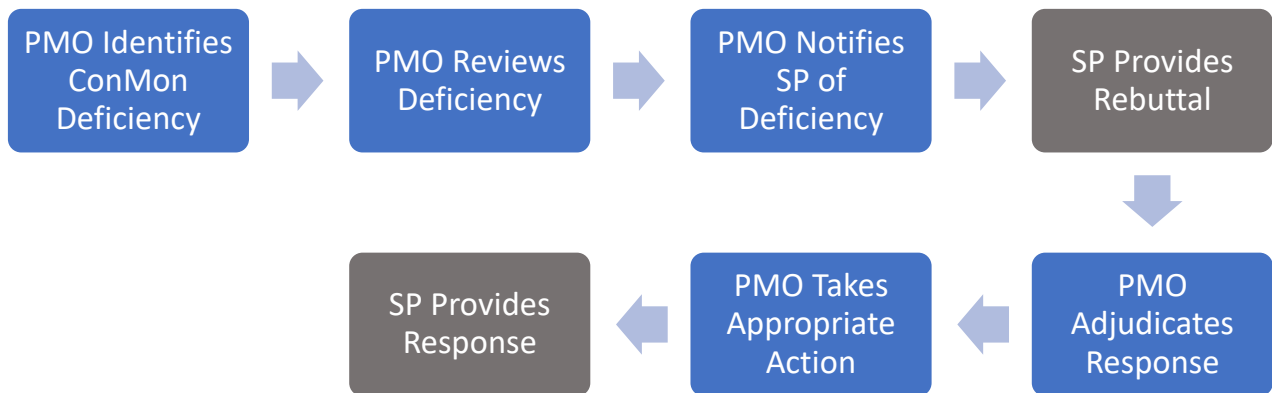 PMO Identifies
ConMon
Deficiency
PMO Reviews
Deficiency
PMO Notifies
SP of
Deficiency
SP Provides
Rebuttal
PMO
Adjudicates
Response
PMO Takes
Appropriate
Action
SP Provides
Response